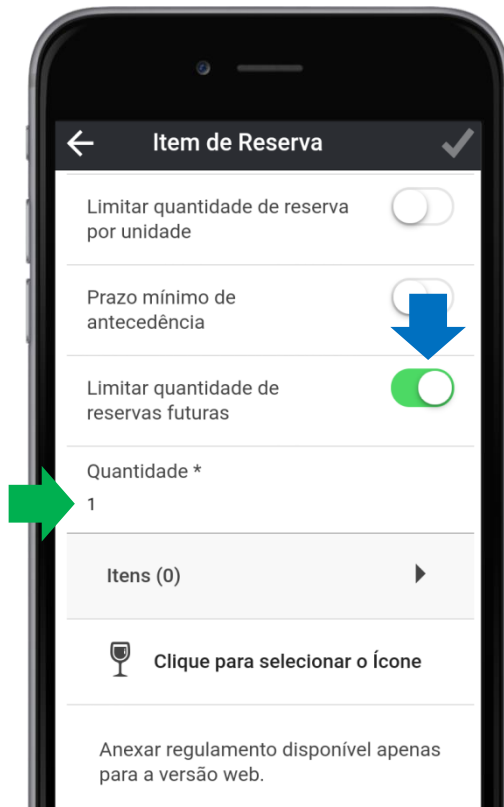 Item de Reserva
Limitar quantidade de reserva
por unidade
Prazo mínimo de
antecedência
Limitar quantidade de
reservas futuras
Quantidade *
1
Itens (0)
Clique para selecionar o Ícone
Anexar regulamento disponível apenas
para a versão web.